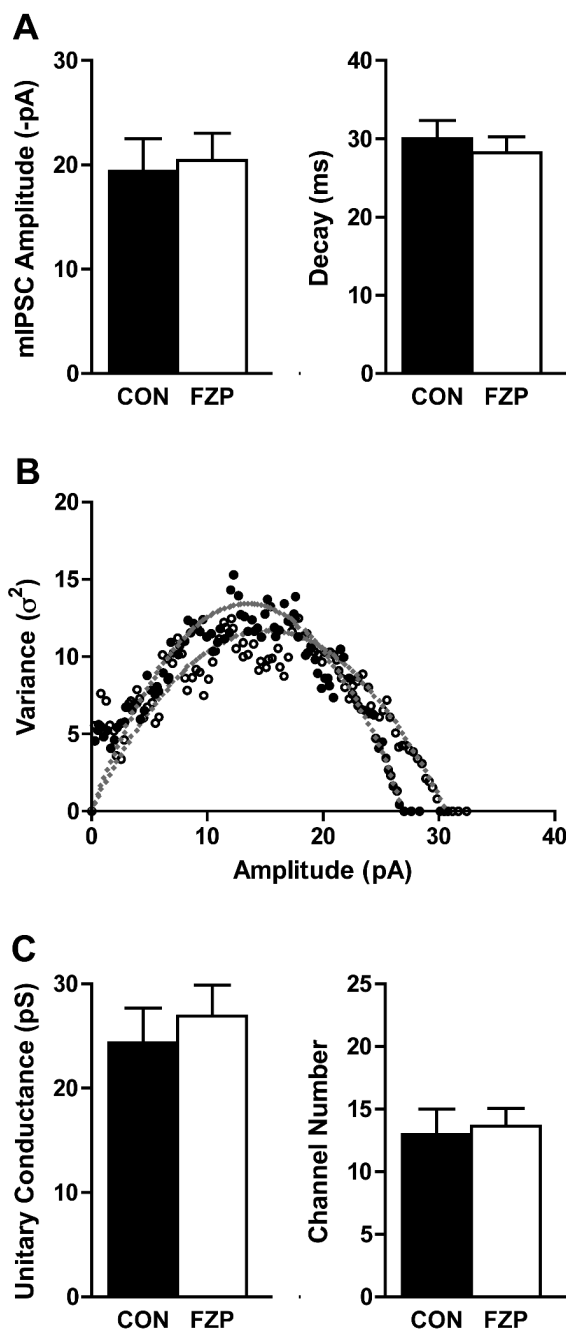 A
mIPSC Amplitude (-pA)
30
20
10
0
CON FZP
Decay (ms)
40
30
20
10
0
CON FZP
B
Variance (σ²)
20
15
10
5
0
0 10 20 30 40
Amplitude (pA)
C
Unitary Conductance (pS)
30
20
10
0
CON FZP
Channel Number
25
20
15
10
5
0
CON FZP